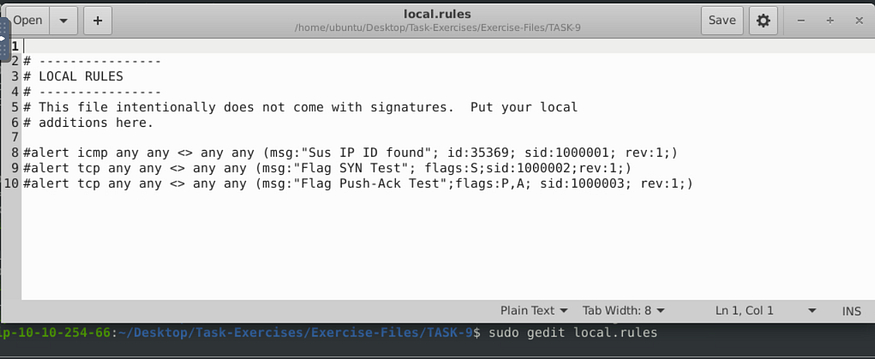 Open
local.rules
/home/ubuntu/Desktop/Task-Exercises/Exercise-Files/TASK-9
Save
1
2 # ----------------
3 # LOCAL RULES
4 # ----------------
5 # This file intentionally does not come with signatures.  Put your local
6 # additions here.
7
8 #alert icmp any any <> any any (msg:"Sus IP ID found"; id:35369; sid:1000001; rev:1;)
9 #alert tcp any any <> any any (msg:"Flag SYN Test"; flags:S;sid:1000002;rev:1;)
10 #alert tcp any any <> any any (msg:"Flag Push-Ack Test";flags:P,A; sid:1000003; rev:1;)
Plain Text Tab Width: 8 Ln 1, Col 1 INS
ip-10-10-254-66:~/Desktop/Task-Exercises/Exercise-Files/TASK-9$ sudo gedit local.rules